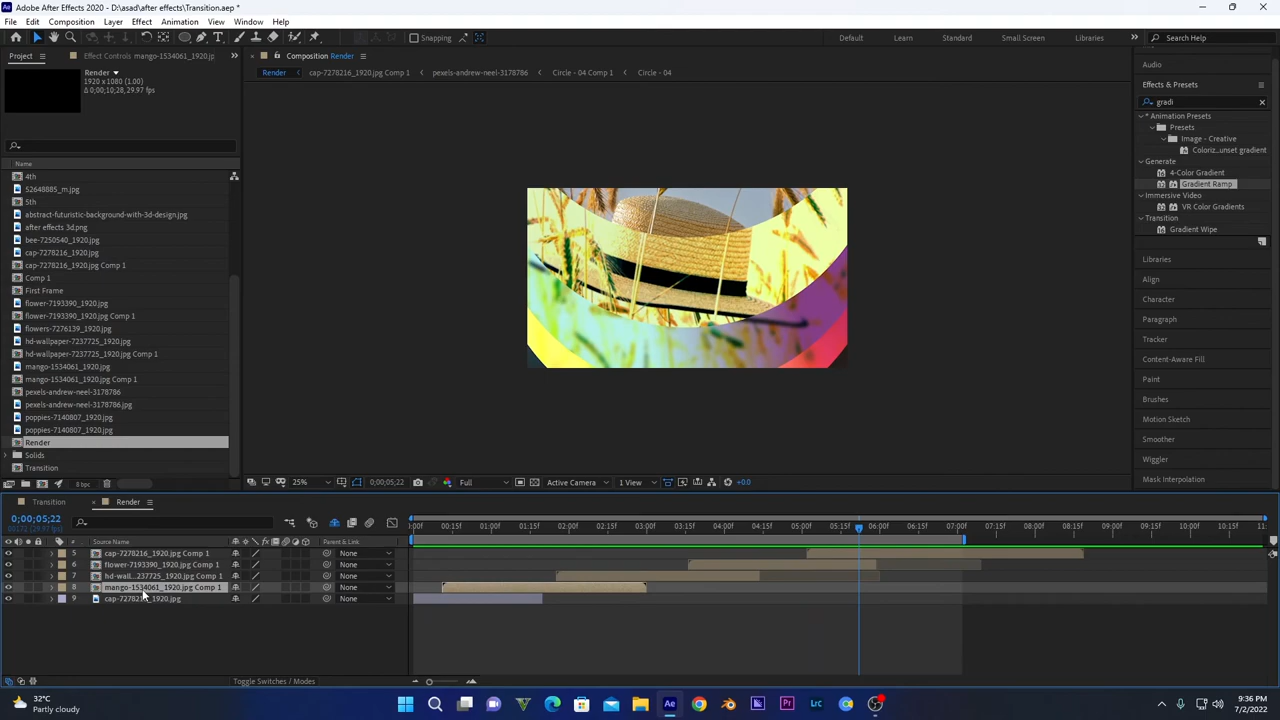 Adobe After Effects 2020 - D:\asad\after effects\Transition.aep *
File Edit Composition Layer Effect Animation View Window Help
Snapping
Default Learn Standard Small Screen Libraries Search Help
Project Effect Controls mango-1534061_1920.jp
Composition Render
Render
cap-7278216_1920.jpg Comp 1
pexels-andrew-neel-3178786
Circle - 04 Comp 1
Circle - 04
Render
1920 x 1080 (1.00)
Δ 0;00;10;28, 29.97 fps
Name
4th
52648885_m.jpg
5th
abstract-futuristic-background-with-3d-design.jpg
after effects 3d.png
bee-7250540_1920.jpg
cap-7278216_1920.jpg
cap-7278216_1920.jpg Comp 1
Comp 1
First Frame
flower-7193390_1920.jpg
flower-7193390_1920.jpg Comp 1
flowers-7276139_1920.jpg
hd-wallpaper-7237725_1920.jpg
hd-wallpaper-7237725_1920.jpg Comp 1
mango-1534061_1920.jpg
mango-1534061_1920.jpg Comp 1
pexels-andrew-neel-3178786
pexels-andrew-neel-3178786.jpg
poppies-7140807_1920.jpg
poppies-7140807_1920.jpg
Render
Solids
Transition
8 bpc
25% 0;00;05;22 Full Active Camera 1 View +0.0
Audio
Effects & Presets
gradi
* Animation Presets
Presets
Image - Creative
Coloriz...unset gradient
Generate
4-Color Gradient
Gradient Ramp
Immersive Video
VR Color Gradients
Transition
Gradient Wipe
Libraries
Align
Character
Paragraph
Tracker
Content-Aware Fill
Paint
Brushes
Motion Sketch
Smoother
Wiggler
Mask Interpolation
Transition Render
0;00;05;22
00172 (29.97 fps)
:00f 00:15f 01:00f 01:15f 02:00f 02:15f 03:00f 03:15f 04:00f 04:15f 05:00f 05:15f 06:00f 06:15f 07:00f 07:15f 08:00f 08:15f 09:00f 09:15f 10:00f 10:15f 11:0
# Source Name Parent & Link
5 cap-7278216_1920.jpg Comp 1 None
6 flower-7193390_1920.jpg Comp 1 None
7 hd-wall...237725_1920.jpg Comp 1 None
8 mango-1534061_1920.jpg Comp 1 None
9 cap-7278216_1920.jpg None
Toggle Switches / Modes
32°C
Partly cloudy
Ae Pr Lrc
9:36 PM
7/2/2022